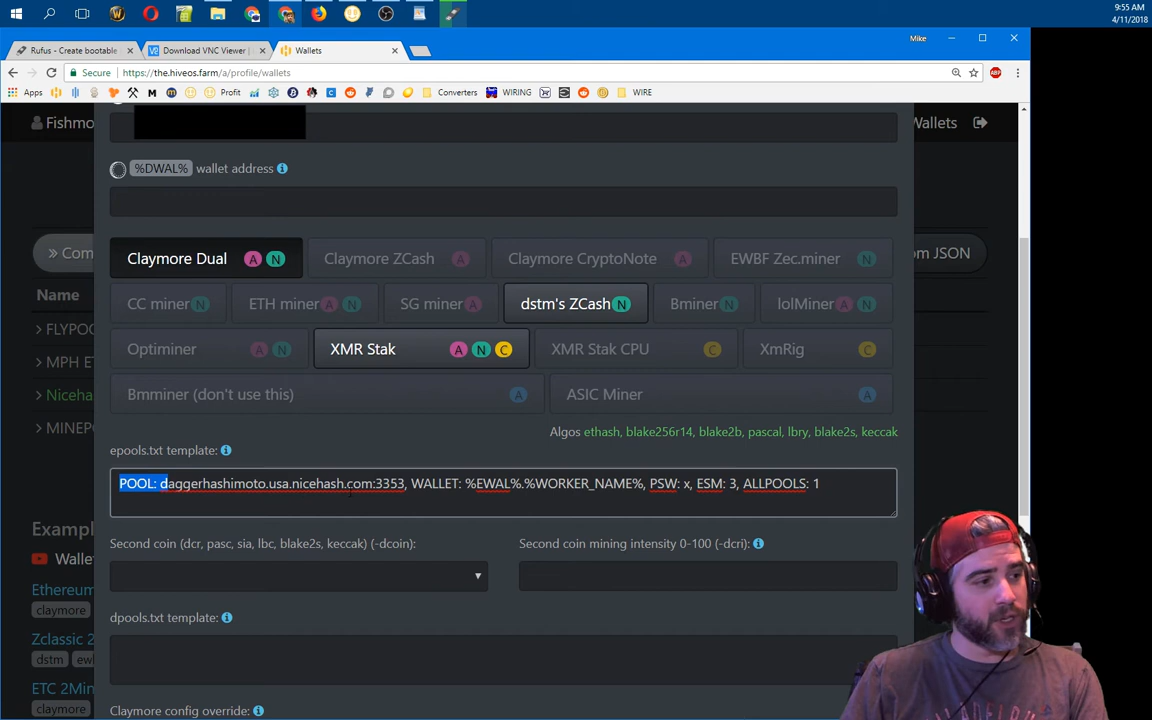 9:55 AM
4/11/2018
Rufus - Create bootable
Download VNC Viewer |
Wallets
Mike
Secure
https://the.hiveos.farm/a/profile/wallets
Apps
Profit
Converters
WIRING
WIRE
Fishmo
Wallets
%DWAL% wallet address
Com
om JSON
Claymore Dual A N
Claymore ZCash A
Claymore CryptoNote A
EWBF Zec.miner N
Name
CC miner N
ETH miner A N
SG miner A
dstm's ZCash N
Bminer N
lolMiner A N
FLYPO
MPH ET
Optiminer A N
XMR Stak A N C
XMR Stak CPU C
XmRig C
Niceha
Bmminer (don't use this) A
ASIC Miner A
MINEPO
Algos ethash, blake256r14, blake2b, pascal, lbry, blake2s, keccak
epools.txt template:
POOL: daggerhashimoto.usa.nicehash.com:3353, WALLET: %EWAL%.%WORKER_NAME%, PSW: x, ESM: 3, ALLPOOLS: 1
Exampl
Second coin (dcr, pasc, sia, lbc, blake2s, keccak) (-dcoin):
Second coin mining intensity 0-100 (-dcri):
Walle
Ethereum
claymore
dpools.txt template:
Zclassic 2
dstm
ew
ETC 2Min
claymore
Claymore config override: